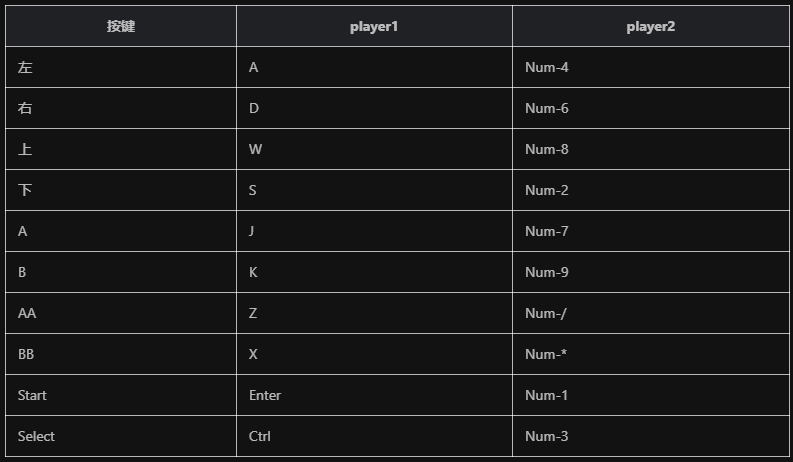 按键 player1 player2
左 A Num-4
右 D Num-6
上 W Num-8
下 S Num-2
A J Num-7
B K Num-9
AA Z Num-/
BB X Num-*
Start Enter Num-1
Select Ctrl Num-3